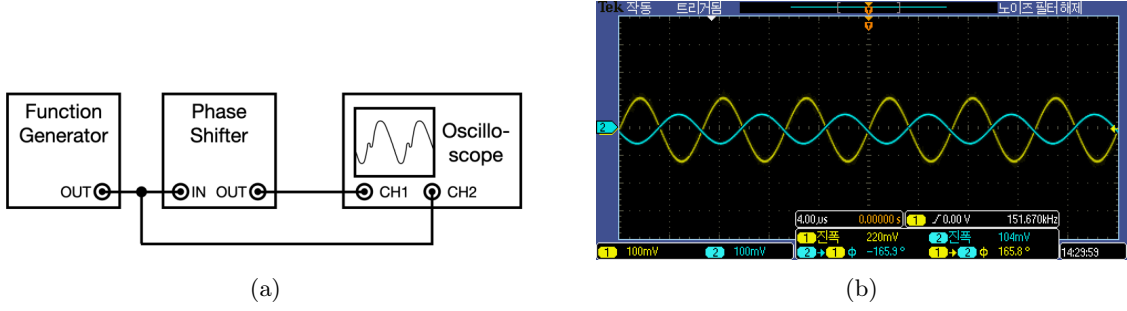 Function
Generator
OUT
Phase
Shifter
IN OUT
Oscillo-
scope
CH1
CH2
(a)
Tek 작동 트리거됨 노이즈 필터 해제
2
4.00us 0.00000 s
1 0.00 V 151.670kHz
1 진폭 220mV 2 진폭 104mV
2→1 Φ -165.9° 1→2 Φ 165.8°
1 100mV 2 100mV
14:29:59
(b)